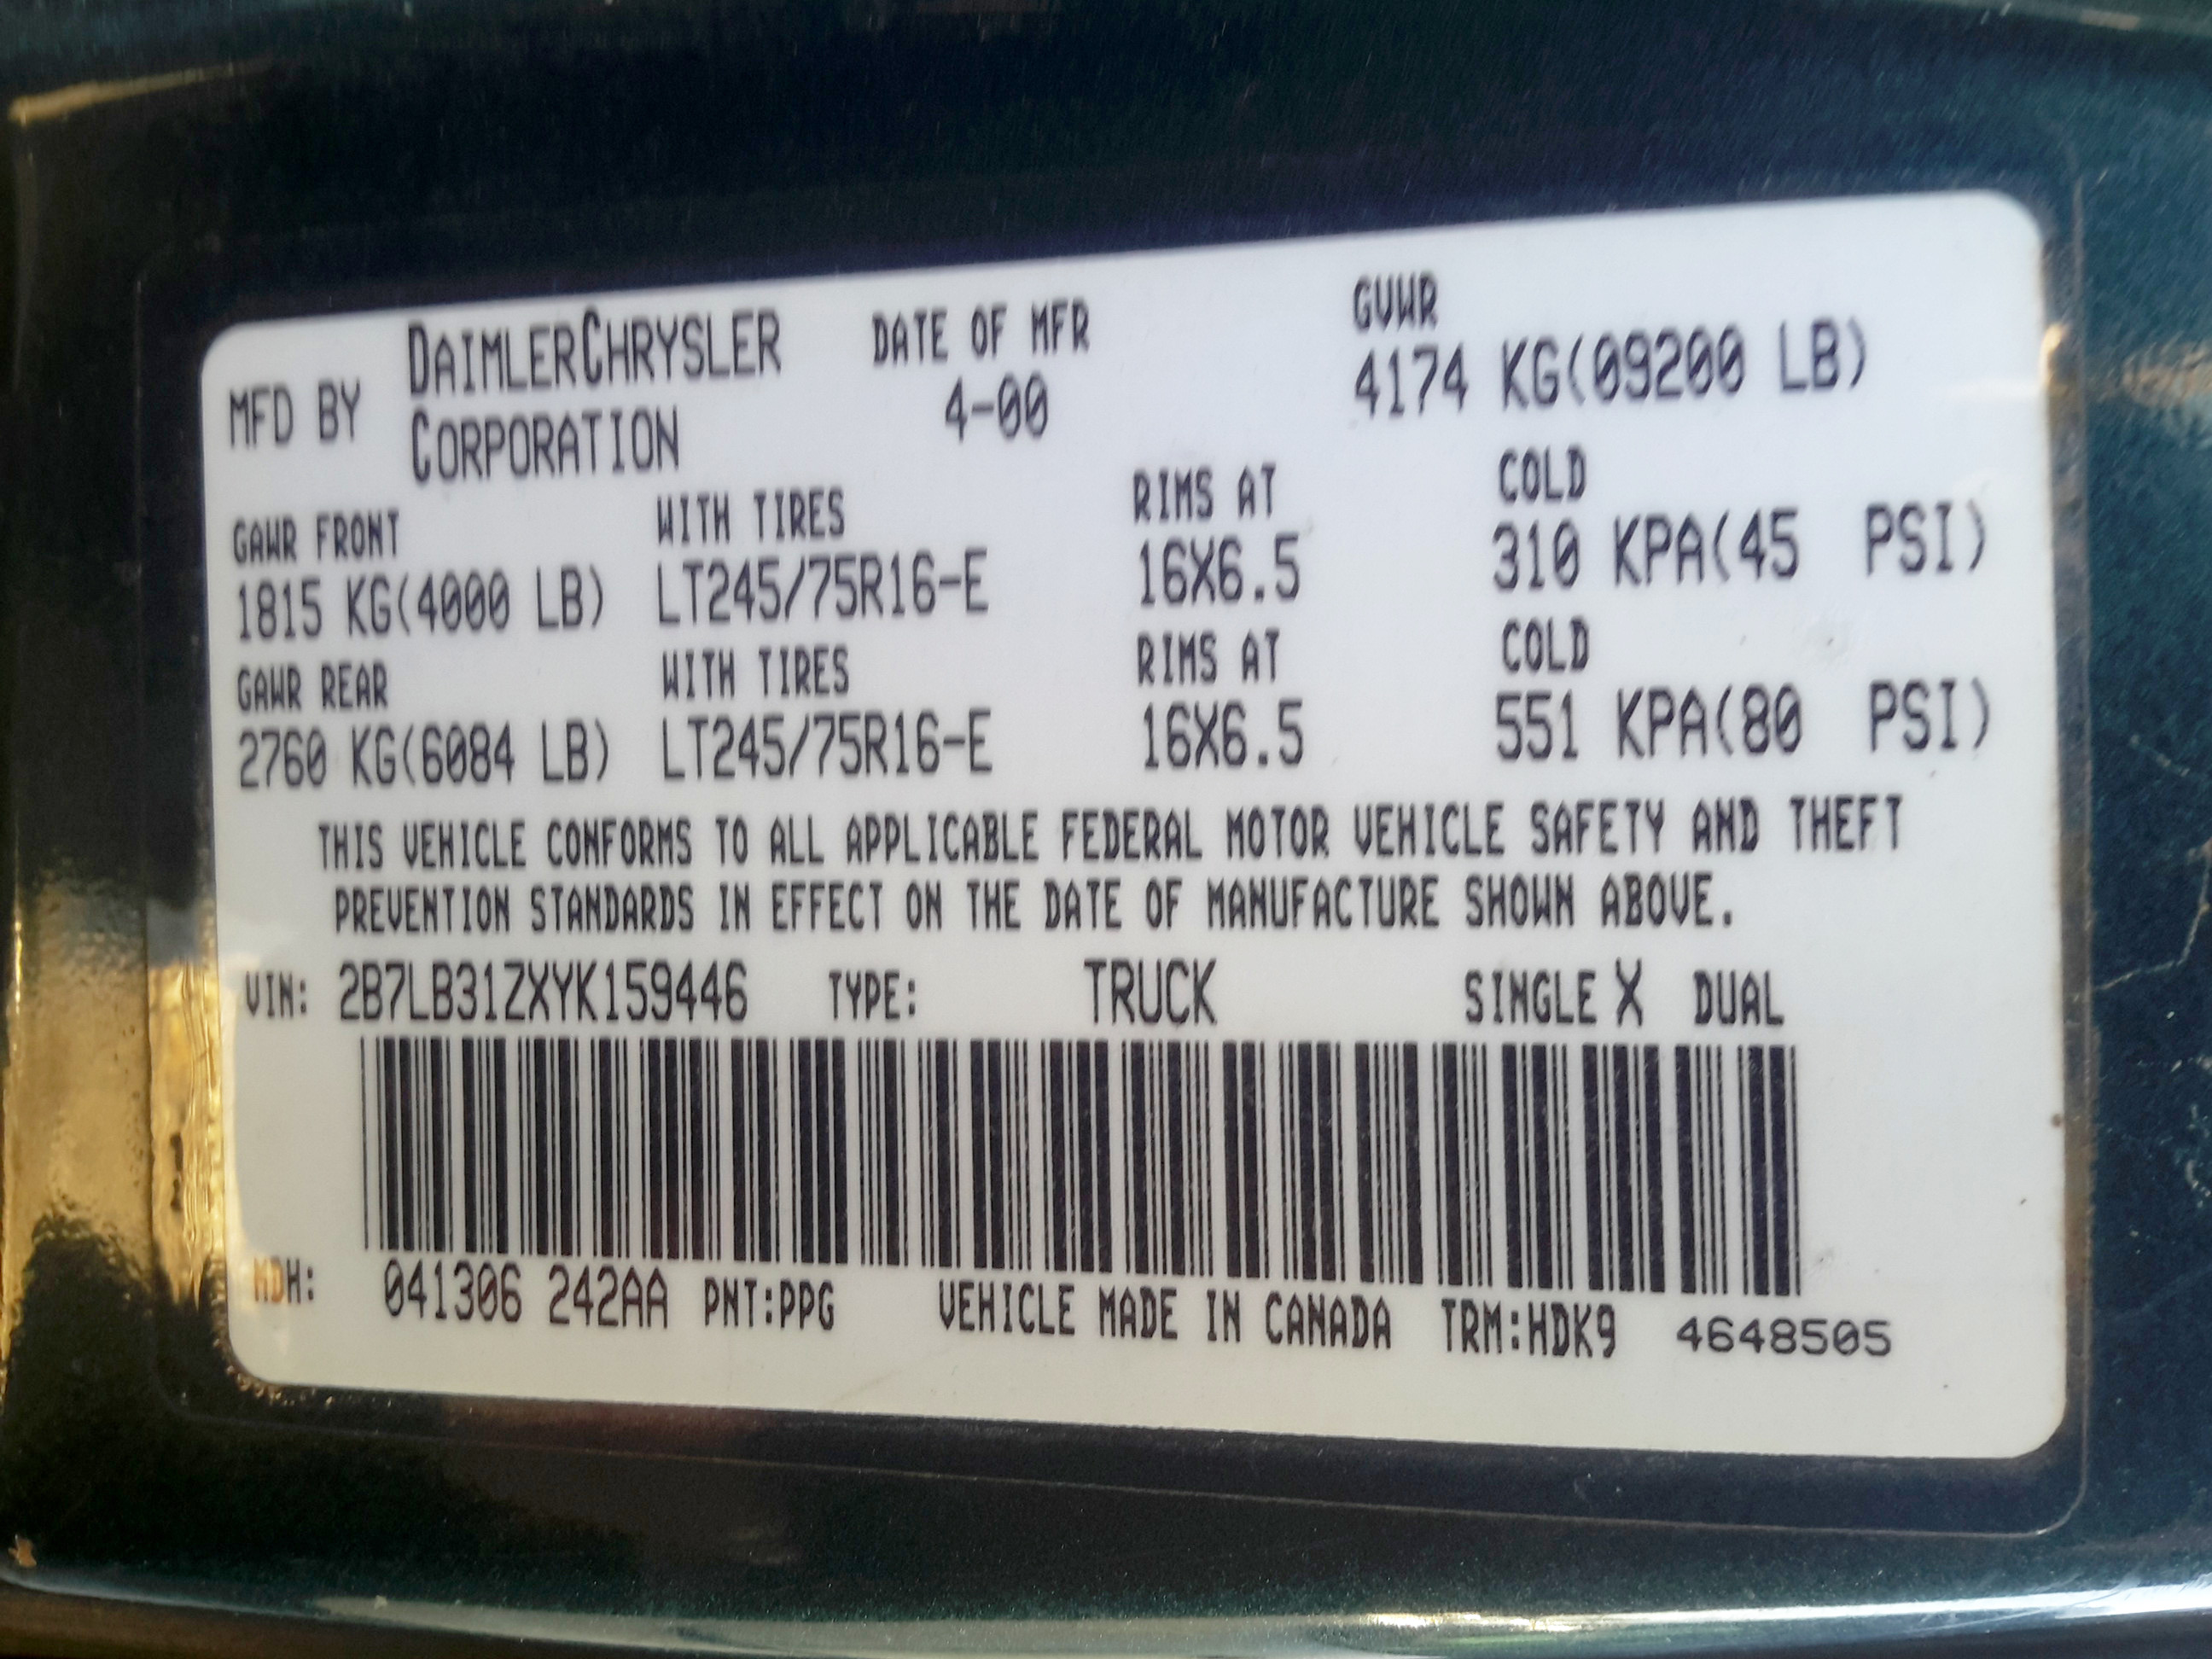 MFD BY DAIMLERCHRYSLER CORPORATION DATE OF MFR 4-00 GVWR 4174 KG(09200 LB)
GAWR FRONT WITH TIRES RIMS AT COLD
1815 KG(4000 LB) LT245/75R16-E 16X6.5 310 KPA(45 PSI)
GAWR REAR WITH TIRES RIMS AT COLD
2760 KG(6084 LB) LT245/75R16-E 16X6.5 551 KPA(80 PSI)
THIS VEHICLE CONFORMS TO ALL APPLICABLE FEDERAL MOTOR VEHICLE SAFETY AND THEFT
PREVENTION STANDARDS IN EFFECT ON THE DATE OF MANUFACTURE SHOWN ABOVE.
VIN: 2B7LB31ZXYK159446 TYPE: TRUCK SINGLE X DUAL
MDH: 041306 242AA PNT:PPG VEHICLE MADE IN CANADA TRM:HDK9 4648505